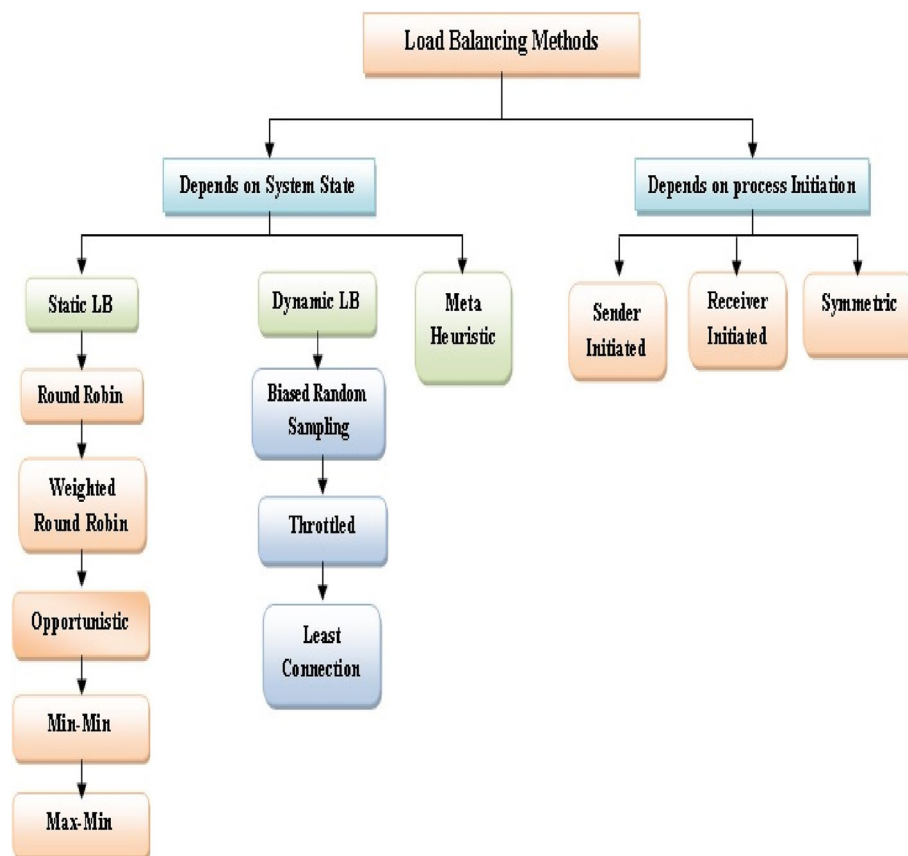 Load Balancing Methods
Depends on System State
Depends on process Initiation
Static LB
Dynamic LB
Meta
Heuristic
Sender
Initiated
Receiver
Initiated
Symmetric
Round Robin
Weighted
Round Robin
Opportunistic
Min-Min
Max-Min
Biased Random
Sampling
Throttled
Least
Connection